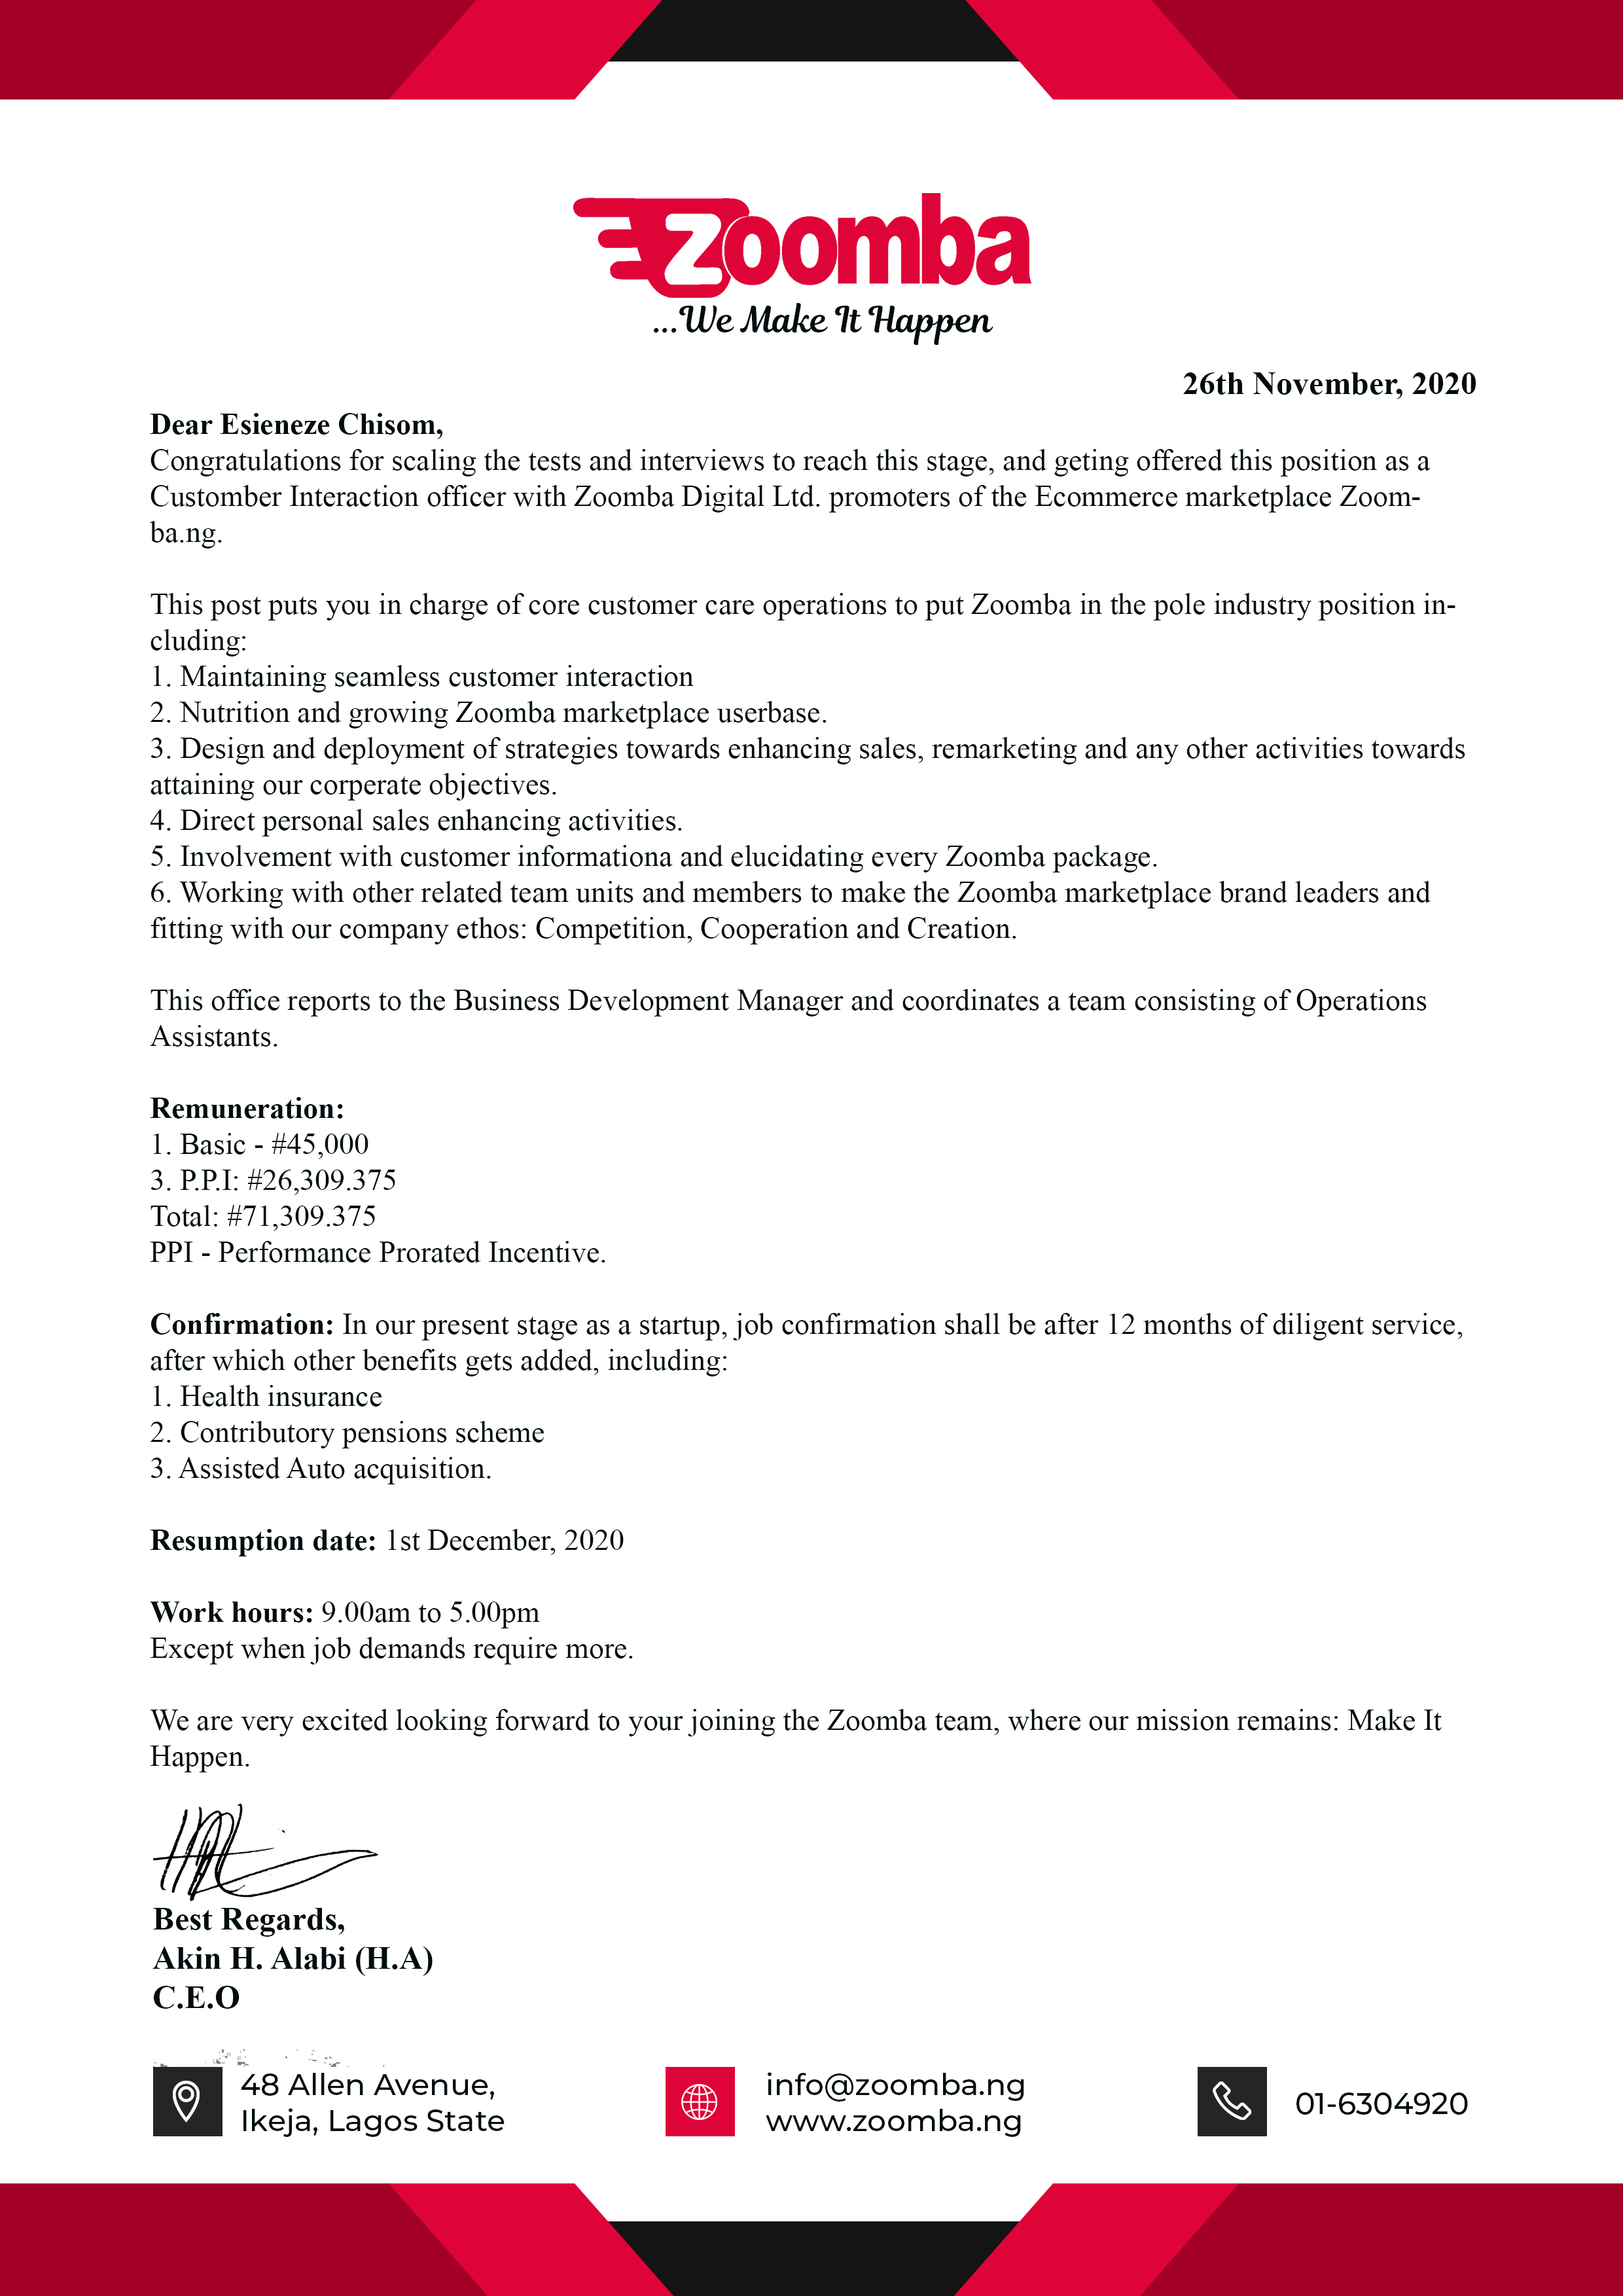 Zoomba
...We Make It Happen
26th November, 2020
Dear Esieneze Chisom,
Congratulations for scaling the tests and interviews to reach this stage, and geting offered this position as a
Customber Interaction officer with Zoomba Digital Ltd. promoters of the Ecommerce marketplace Zoom-
ba.ng.
This post puts you in charge of core customer care operations to put Zoomba in the pole industry position in-
cluding:
1. Maintaining seamless customer interaction
2. Nutrition and growing Zoomba marketplace userbase.
3. Design and deployment of strategies towards enhancing sales, remarketing and any other activities towards
attaining our corperate objectives.
4. Direct personal sales enhancing activities.
5. Involvement with customer informationa and elucidating every Zoomba package.
6. Working with other related team units and members to make the Zoomba marketplace brand leaders and
fitting with our company ethos: Competition, Cooperation and Creation.
This office reports to the Business Development Manager and coordinates a team consisting of Operations
Assistants.
Remuneration:
1. Basic - #45,000
3. P.P.I: #26,309.375
Total: #71,309.375
PPI - Performance Prorated Incentive.
Confirmation: In our present stage as a startup, job confirmation shall be after 12 months of diligent service,
after which other benefits gets added, including:
1. Health insurance
2. Contributory pensions scheme
3. Assisted Auto acquisition.
Resumption date: 1st December, 2020
Work hours: 9.00am to 5.00pm
Except when job demands require more.
We are very excited looking forward to your joining the Zoomba team, where our mission remains: Make It
Happen.
Best Regards,
Akin H. Alabi (H.A)
C.E.O
48 Allen Avenue,
Ikeja, Lagos State
info@zoomba.ng
www.zoomba.ng
01-6304920